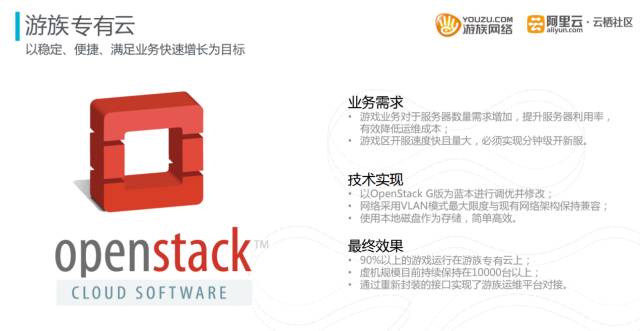 游族专有云
以稳定、便捷、满足业务快速增长为目标
YOUZU.COM
游族网络
阿里云
aliyun.com
·云栖社区
业务需求
• 游戏业务对于服务器数量需求增加，提升服务器利用率，
有效降低运维成本；
• 游戏区开服速度快且量大，必须实现分钟级开新服。
技术实现
• 以OpenStack G版为蓝本进行调优并修改；
• 网络采用VLAN模式最大限度与现有网络架构保持兼容；
• 使用本地磁盘作为存储，简单高效。
最终效果
• 90%以上的游戏运行在游族专有云上；
• 虚机规模目前持续保持在10000台以上；
• 通过重新封装的接口实现了游族运维平台对接。
openstack™
CLOUD SOFTWARE